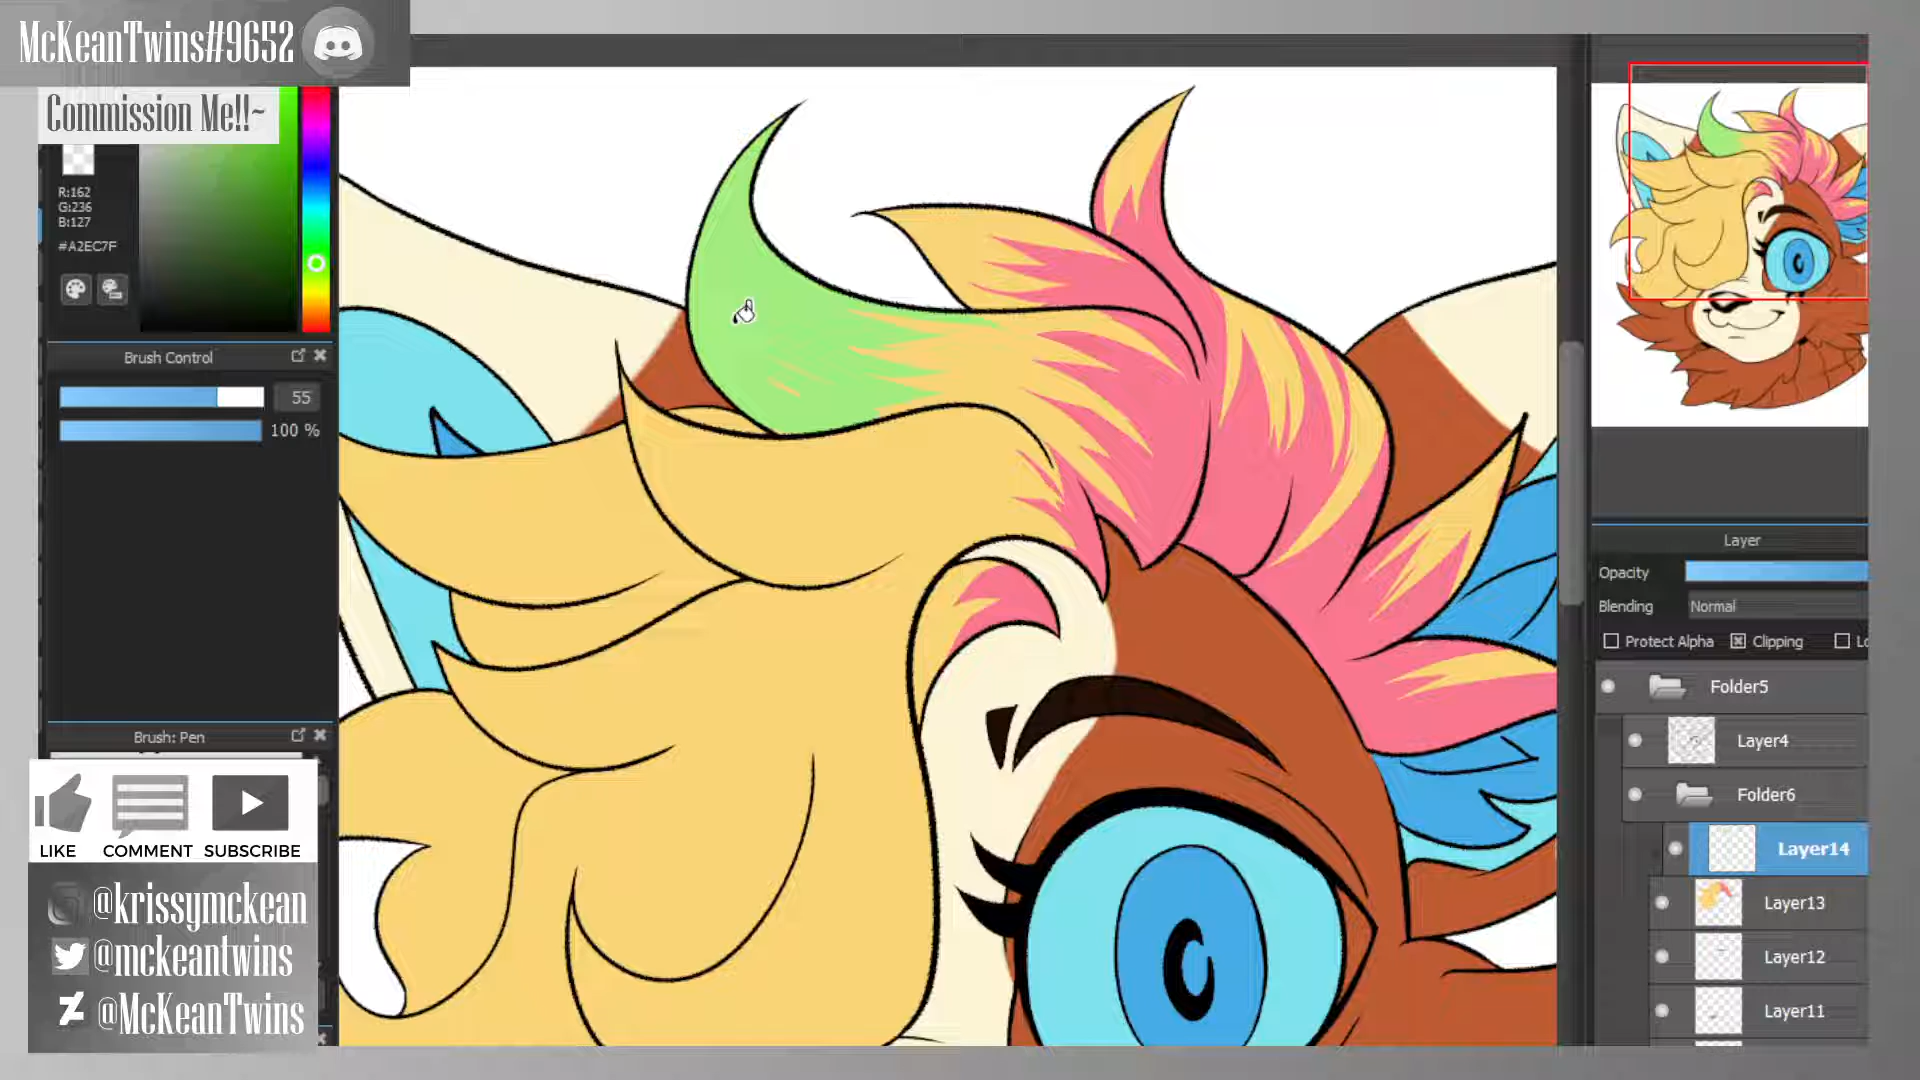 McKeanTwins#9652
Commission Me!!~
R:162
G:236
B:127
#A2EC7F
Brush Control
55
100 %
Brush: Pen
LIKE COMMENT SUBSCRIBE
@krissymckean
@mckeantwins
@McKeanTwins
Layer
Opacity
Blending Normal
Protect Alpha Clipping Lo
Folder5
Layer4
Folder6
Layer14
Layer13
Layer12
Layer11